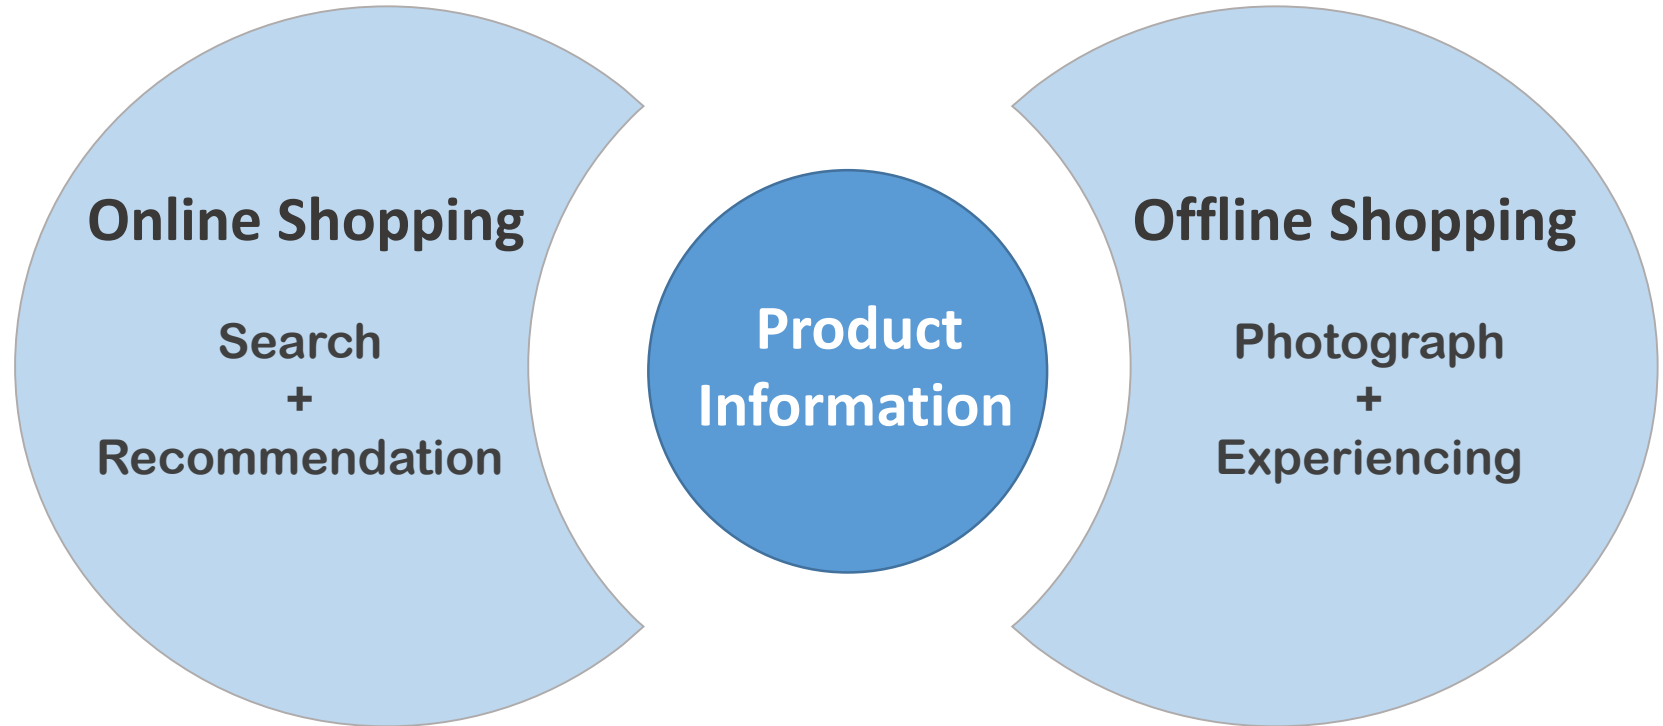 Online Shopping
Search
+
Recommendation
Product
Information
Offline Shopping
Photograph
+
Experiencing